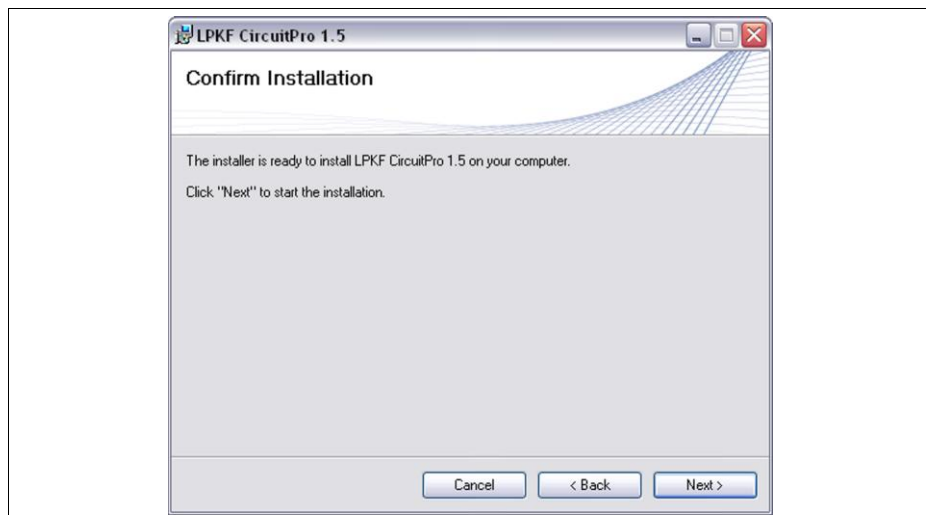 LPKF CircuitPro 1.5
Confirm Installation
The installer is ready to install LPKF CircuitPro 1.5 on your computer.
Click "Next" to start the installation.
Cancel
< Back
Next >